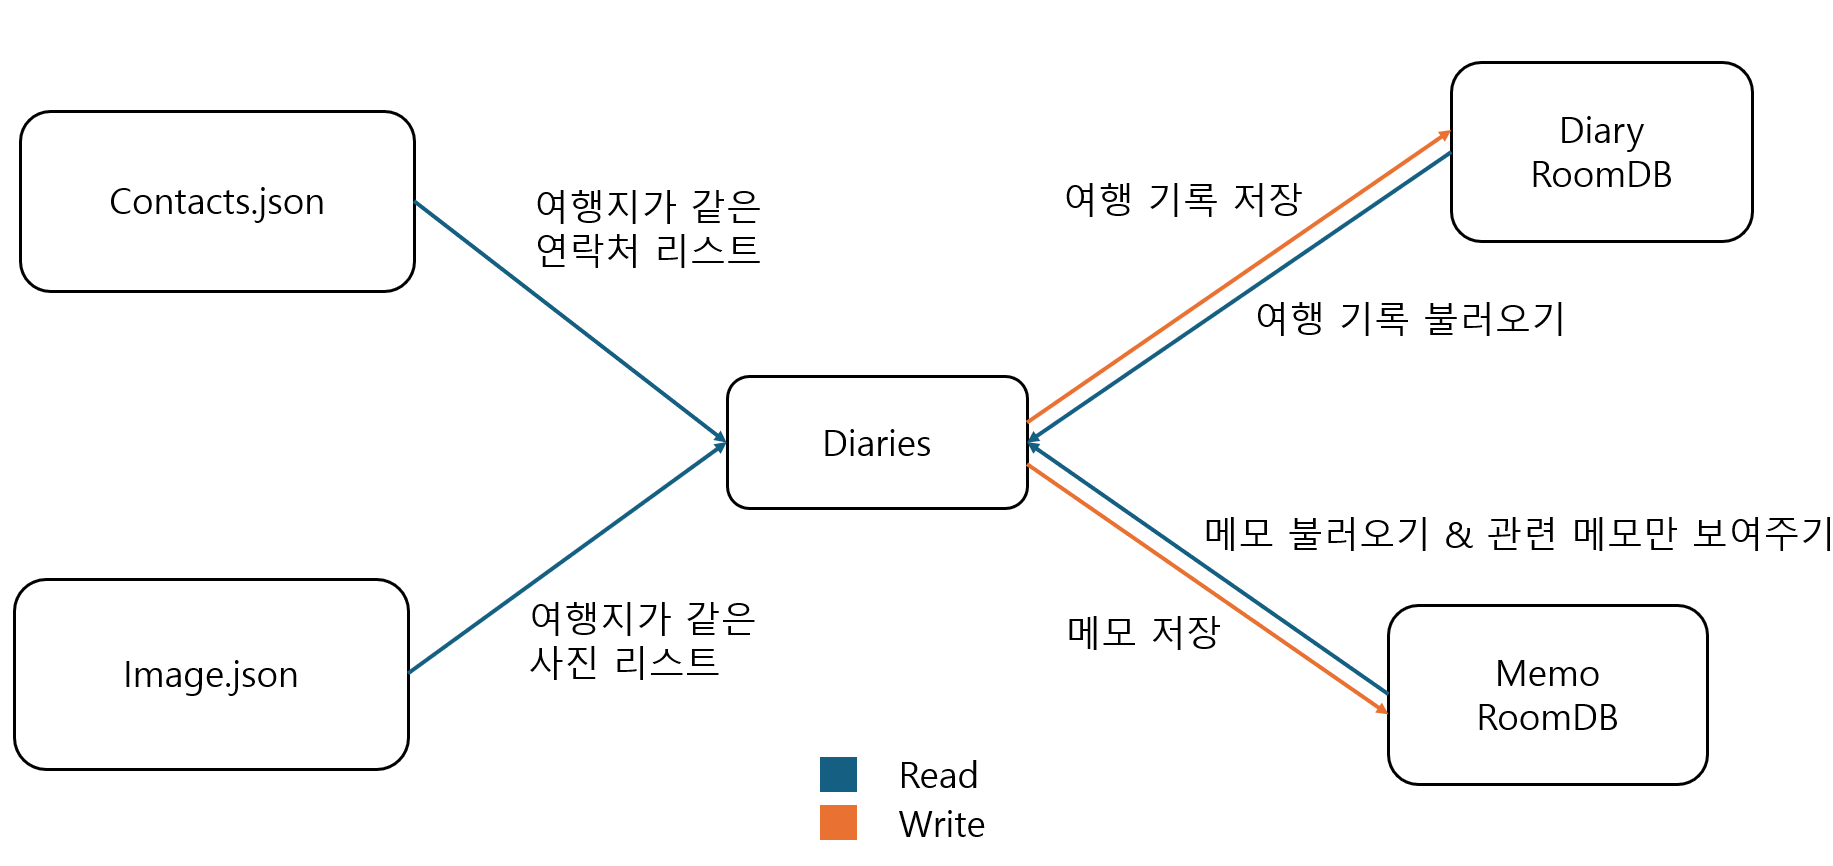 Contacts.json
여행지가 같은
연락처 리스트
여행 기록 저장
Diary
RoomDB
여행 기록 불러오기
Diaries
메모 불러오기 & 관련 메모만 보여주기
메모 저장
Image.json
여행지가 같은
사진 리스트
Memo
RoomDB
Read
Write